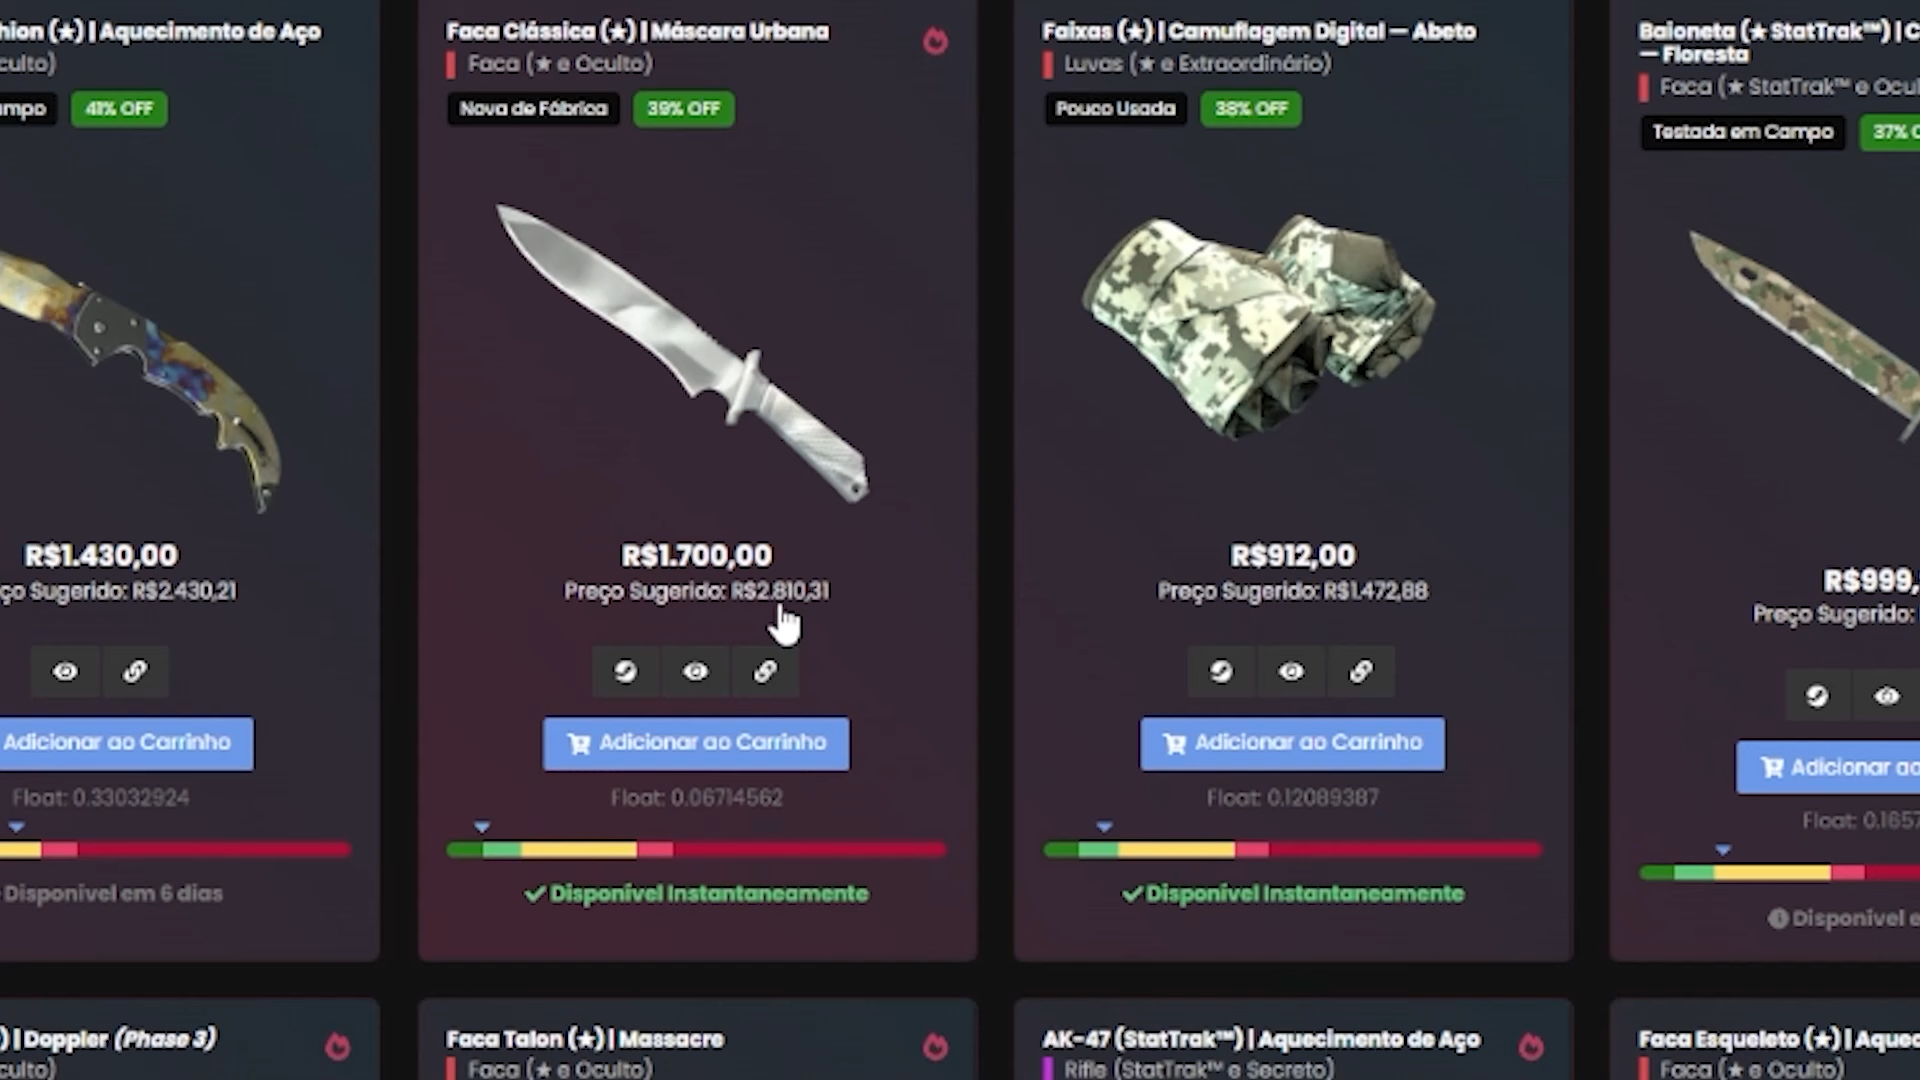 hion (★) | Aquecimento de Aço
culto)
ampo
41% OFF
R$1.430,00
ço Sugerido: R$2.430,21
Adicionar ao Carrinho
Float: 0.33032924
Disponível em 6 dias
Faca Clássica (★) | Máscara Urbana
Faca (★ e Oculto)
Nova de Fábrica
39% OFF
R$1.700,00
Preço Sugerido: R$2.810,31
Adicionar ao Carrinho
Float: 0.06714562
Disponível Instantaneamente
Faixas (★) | Camuflagem Digital — Abeto
Luvas (★ e Extraordinário)
Pouco Usada
38% OFF
R$912,00
Preço Sugerido: R$1.472,88
Adicionar ao Carrinho
Float: 0.12089387
Disponível Instantaneamente
Baioneta (★ StatTrak™) | C
— Floresta
Faca (★ StatTrak™ e Ocul
Testada em Campo
37% O
R$999,
Preço Sugerido:
Adicionar ao
Float: 0.1657
Disponível e
) | Doppler (Phase 3)
culto)
Faca Talon (★) | Massacre
Faca (★ e Oculto)
AK-47 (StatTrak™) | Aquecimento de Aço
Rifle (StatTrak™ e Secreto)
Faca Esqueleto (★) | Aquec
Faca (★ e Oculto)